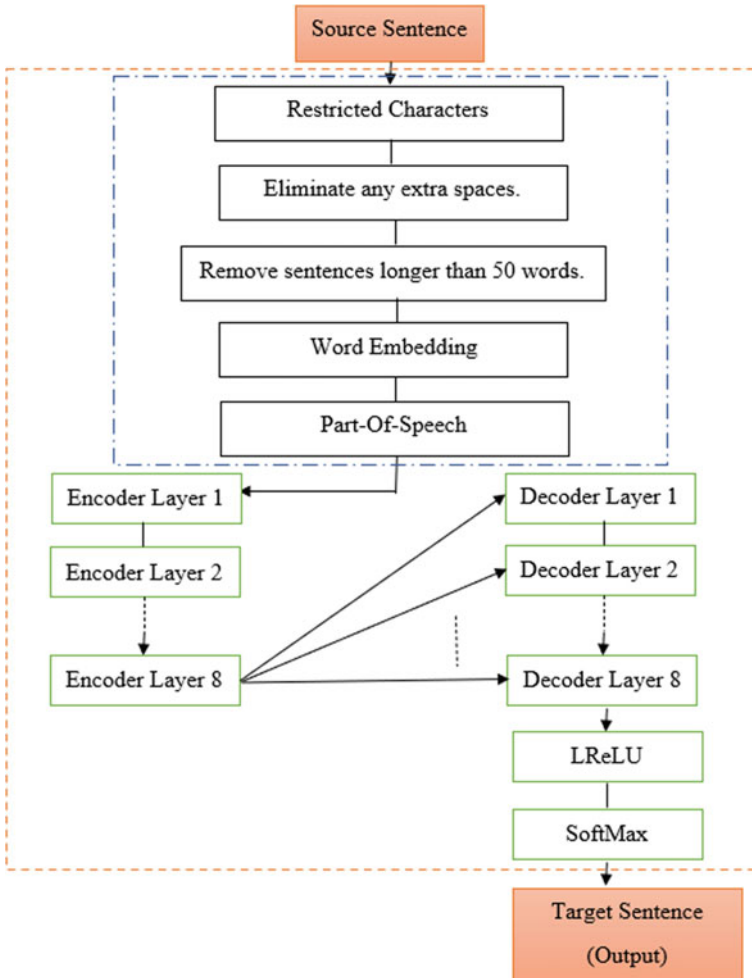 Source Sentence
Restricted Characters
Eliminate any extra spaces.
Remove sentences longer than 50 words.
Word Embedding
Part-Of-Speech
Encoder Layer 1
Decoder Layer 1
Encoder Layer 2
Decoder Layer 2
Encoder Layer 8
Decoder Layer 8
LReLU
SoftMax
Target Sentence
(Output)